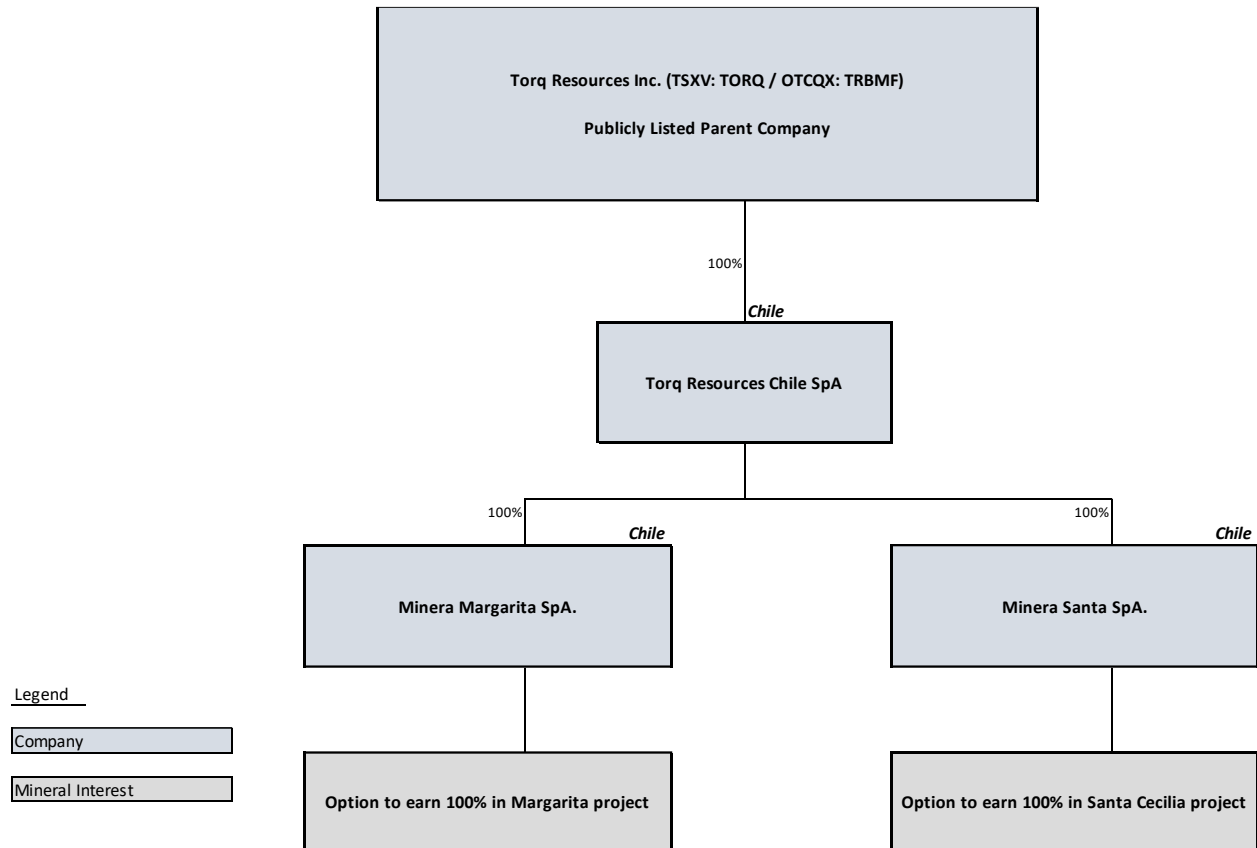 Torq Resources Inc. (TSXV: TORQ / OTCQX: TRBMF)
Publicly Listed Parent Company
100%
Chile
Torq Resources Chile SpA
100%
100%
Chile
Chile
Minera Margarita SpA.
Minera Santa SpA.
Legend
Company
Mineral Interest
Option to earn 100% in Margarita project
Option to earn 100% in Santa Cecilia project